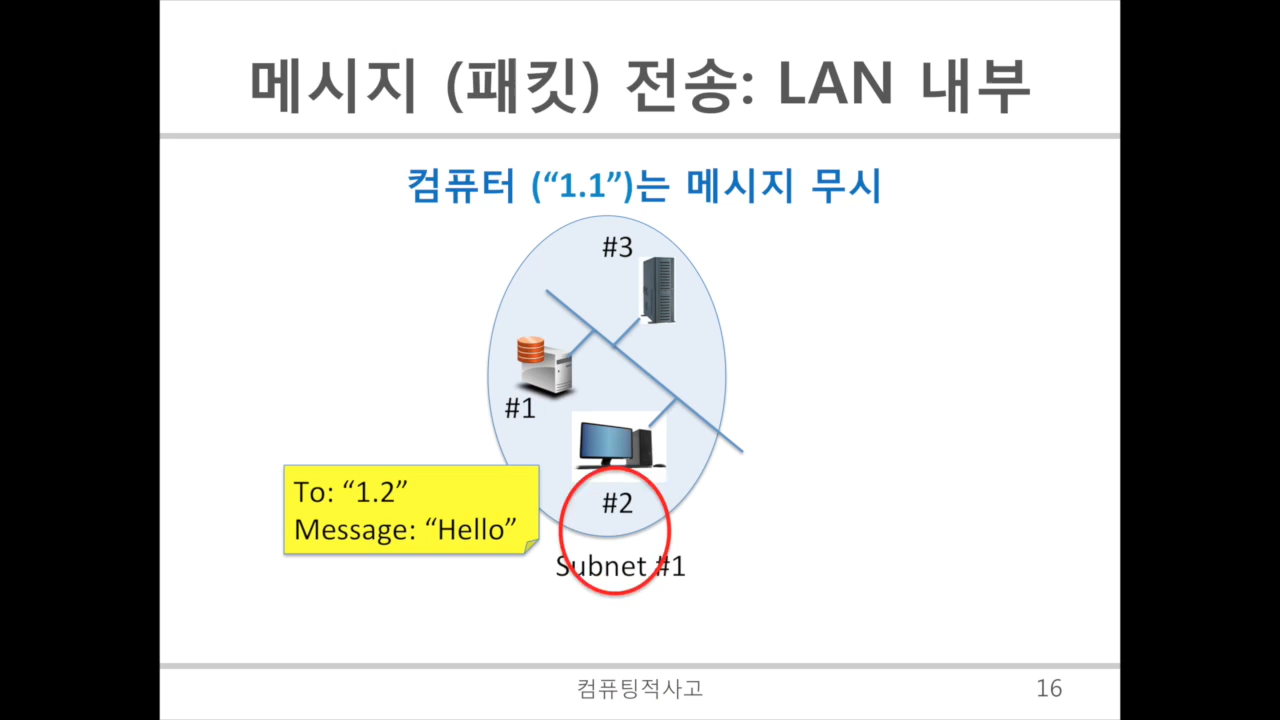 메시지 (패킷) 전송: LAN 내부
컴퓨터 (“1.1”)는 메시지 무시
#3
#1
#2
To: “1.2”
Message: “Hello”
Subnet #1
컴퓨팅적사고
16